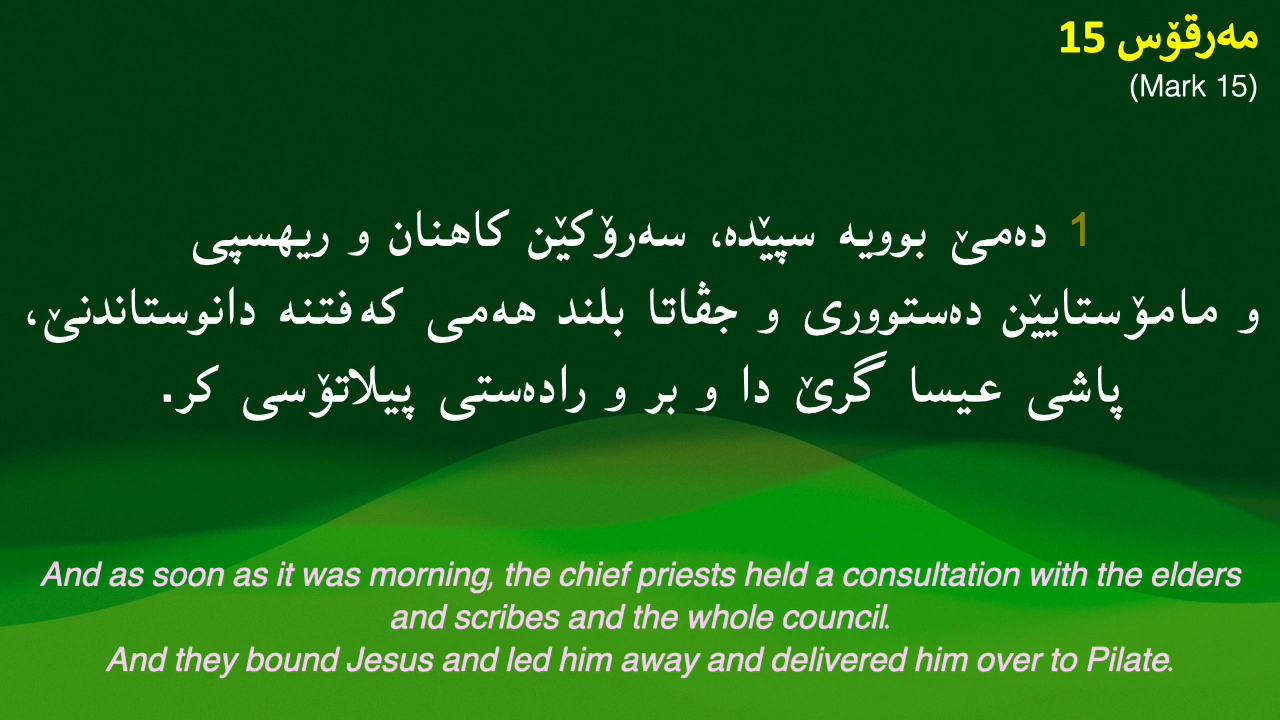 مەرقۆس 15
(Mark 15)
1 دەمێ بوویە سپێدە، سەرۆکێن کاهنان و ریهسپی
و مامۆستایێن دەستووری و جڤاتا بلند هەمی کەفتنە دانوستاندنێ،
پاشی عیسا گرێ دا و بر و رادەستی پیلاتۆسی کر.
And as soon as it was morning, the chief priests held a consultation with the elders
and scribes and the whole council.
And they bound Jesus and led him away and delivered him over to Pilate.